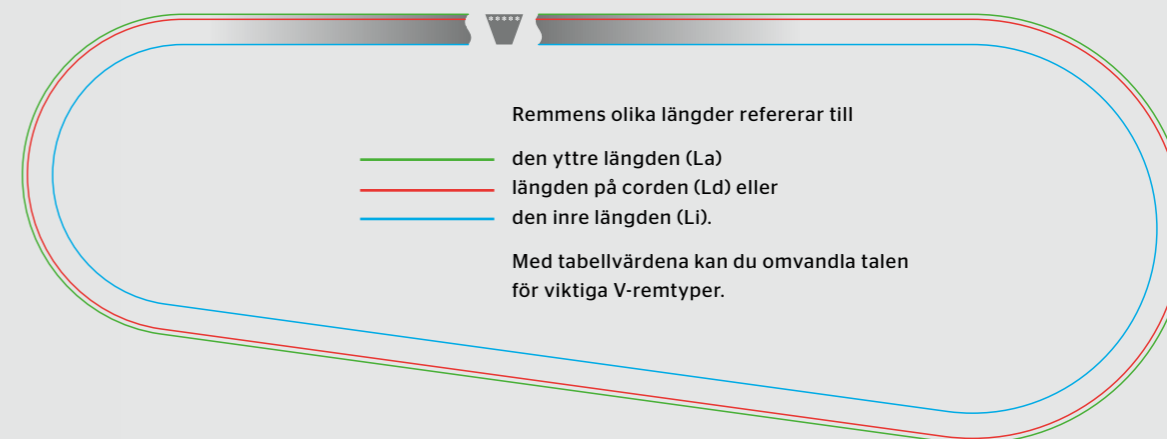 Remmens olika längder refererar till
den yttre längden (La)
längden på corden (Ld) eller
den inre längden (Li).
Med tabellvärdena kan du omvandla talen
för viktiga V-remtyper.